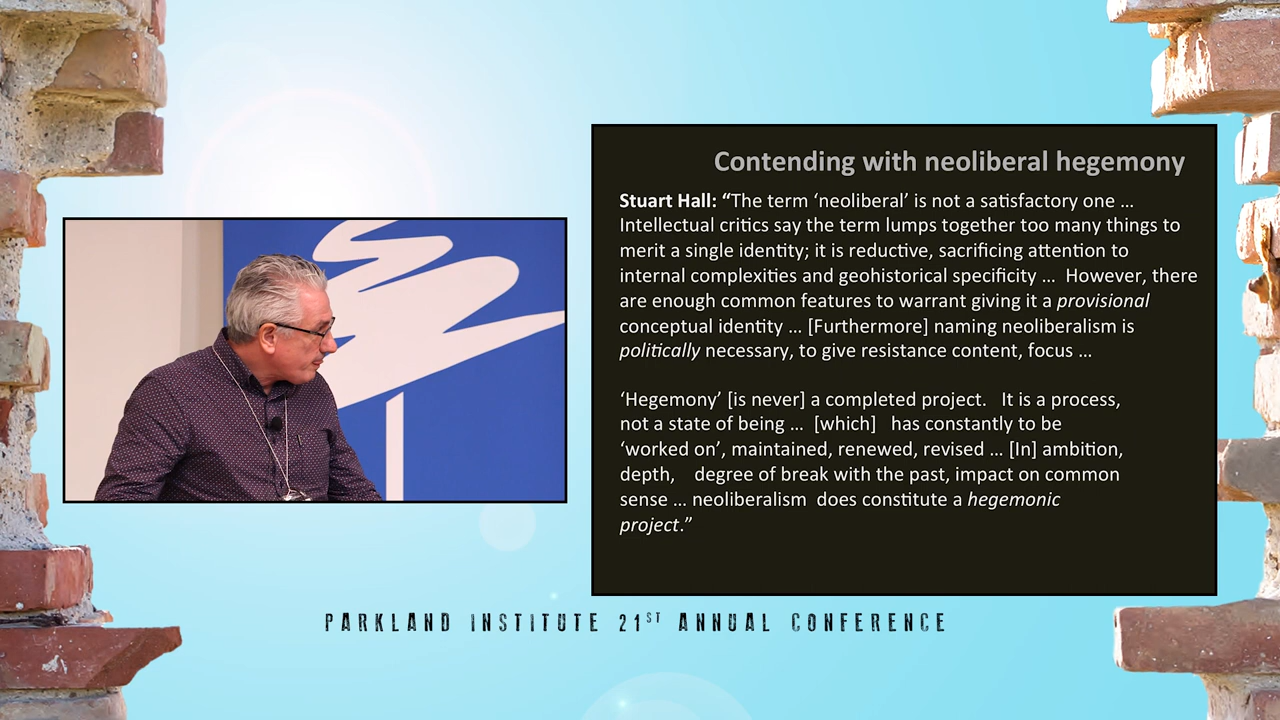 Contending with neoliberal hegemony
Stuart Hall: “The term ‘neoliberal’ is not a satisfactory one …
Intellectual critics say the term lumps together too many things to
merit a single identity; it is reductive, sacrificing attention to
internal complexities and geohistorical specificity … However, there
are enough common features to warrant giving it a provisional
conceptual identity … [Furthermore] naming neoliberalism is
politically necessary, to give resistance content, focus …
‘Hegemony’ [is never] a completed project. It is a process,
not a state of being … [which] has constantly to be
‘worked on’, maintained, renewed, revised … [In] ambition,
depth, degree of break with the past, impact on common
sense … neoliberalism does constitute a hegemonic
project.”
PARKLAND INSTITUTE 21ST ANNUAL CONFERENCE